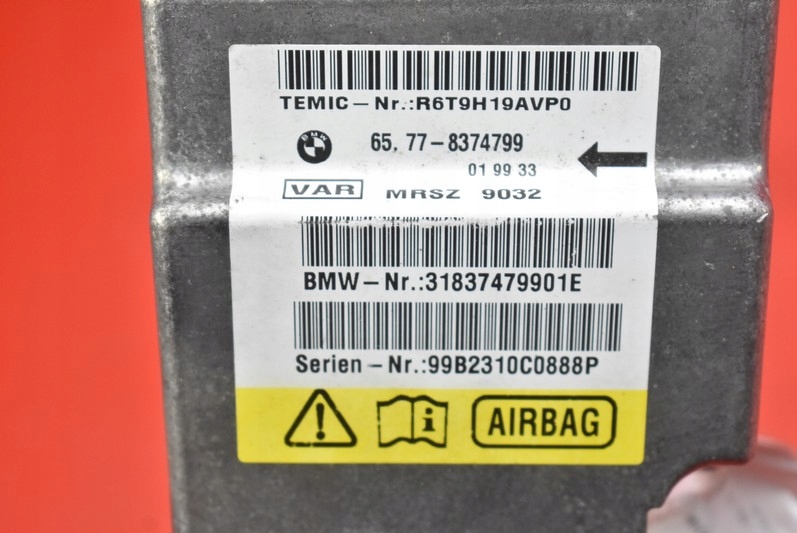 TEMIC-Nr.:R6T9H19AVP0
BMW
65.77-8374799
01 99 33
VAR MRSZ 9032
BMW-Nr.:31837479901E
Serien-Nr.:99B2310C0888P
i AIRBAG